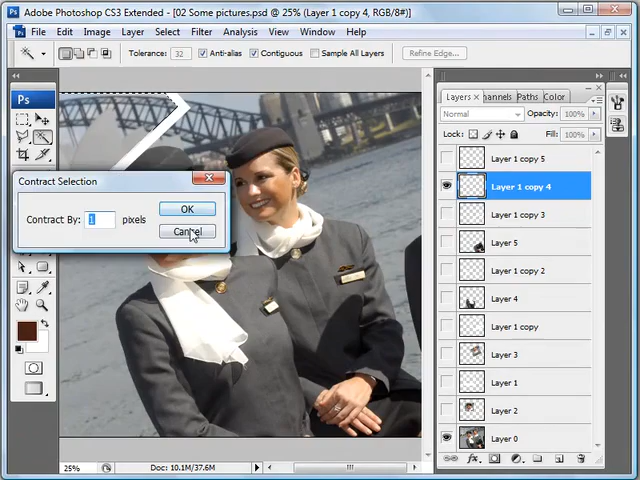 Adobe Photoshop CS3 Extended - [02 Some pictures.psd @ 25% (Layer 1 copy 4, RGB/8#)]
File Edit Image Layer Select Filter Analysis View Window Help
Tolerance: 32 Anti-alias Contiguous Sample All Layers Refine Edge...
Ps
Layers Channels Paths Color
Normal Opacity: 100%
Lock: Fill: 100%
Layer 1 copy 5
Layer 1 copy 4
Layer 1 copy 3
Layer 5
Layer 1 copy 2
Layer 4
Layer 1 copy
Layer 3
Layer 1
Layer 2
Layer 0
Contract Selection
Contract By: 1 pixels
OK
Cancel
25% Doc: 10.1M/37.6M